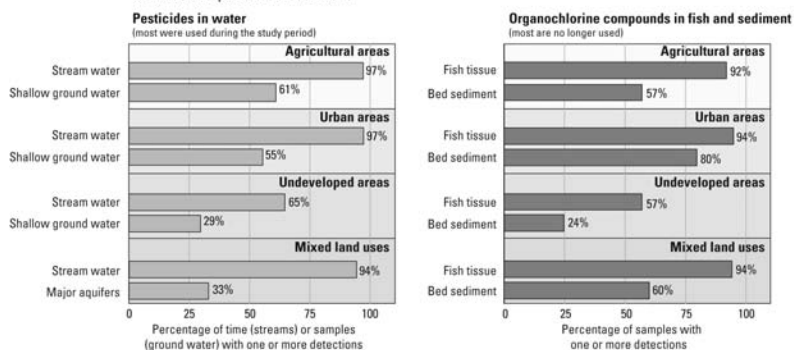 Pesticides in water
(most were used during the study period)
Agricultural areas
Stream water 97%
Shallow ground water 61%
Urban areas
Stream water 97%
Shallow ground water 55%
Undeveloped areas
Stream water 65%
Shallow ground water 29%
Mixed land uses
Stream water 94%
Major aquifers 33%
0 25 50 75 100
Percentage of time (streams) or samples
(ground water) with one or more detections
Organochlorine compounds in fish and sediment
(most are no longer used)
Agricultural areas
Fish tissue 92%
Bed sediment 57%
Urban areas
Fish tissue 94%
Bed sediment 80%
Undeveloped areas
Fish tissue 57%
Bed sediment 24%
Mixed land uses
Fish tissue 94%
Bed sediment 60%
0 25 50 75 100
Percentage of samples with
one or more detections